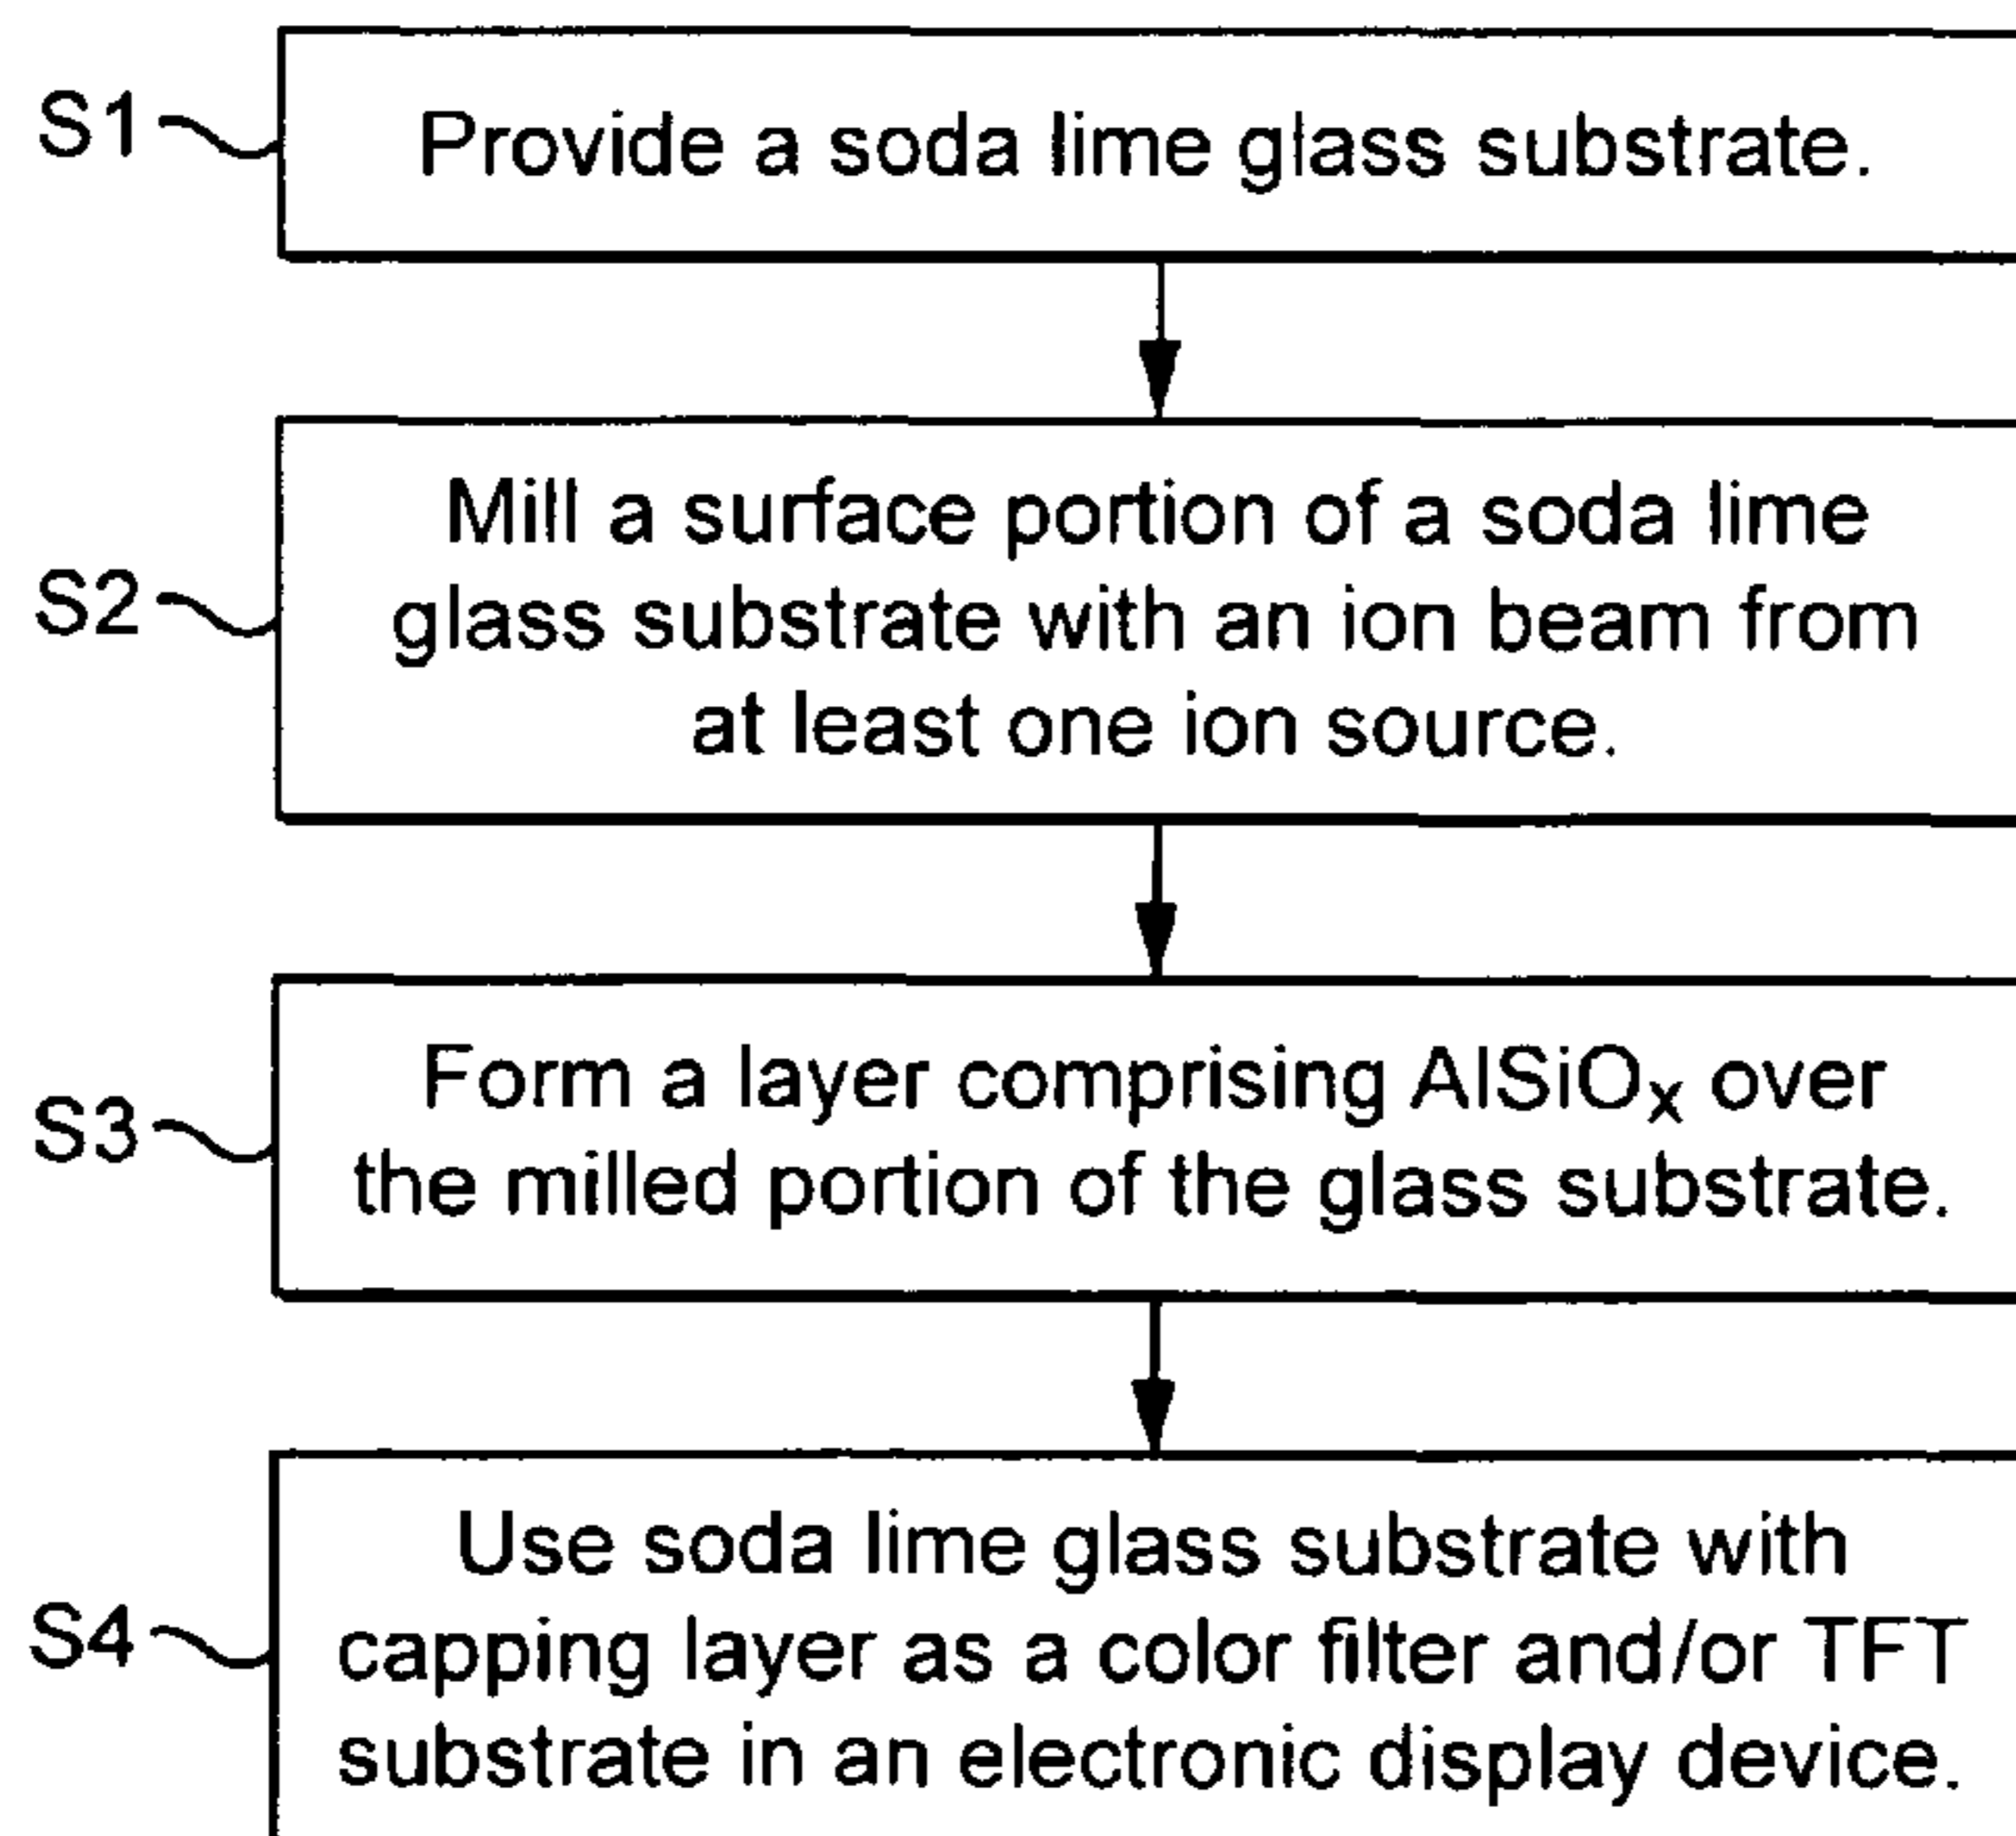 S1
Provide a soda lime glass substrate.
S2
Mill a surface portion of a soda lime
glass substrate with an ion beam from
at least one ion source.
S3
Form a layer comprising AlSiOₓ over
the milled portion of the glass substrate.
S4
Use soda lime glass substrate with
capping layer as a color filter and/or TFT
substrate in an electronic display device.